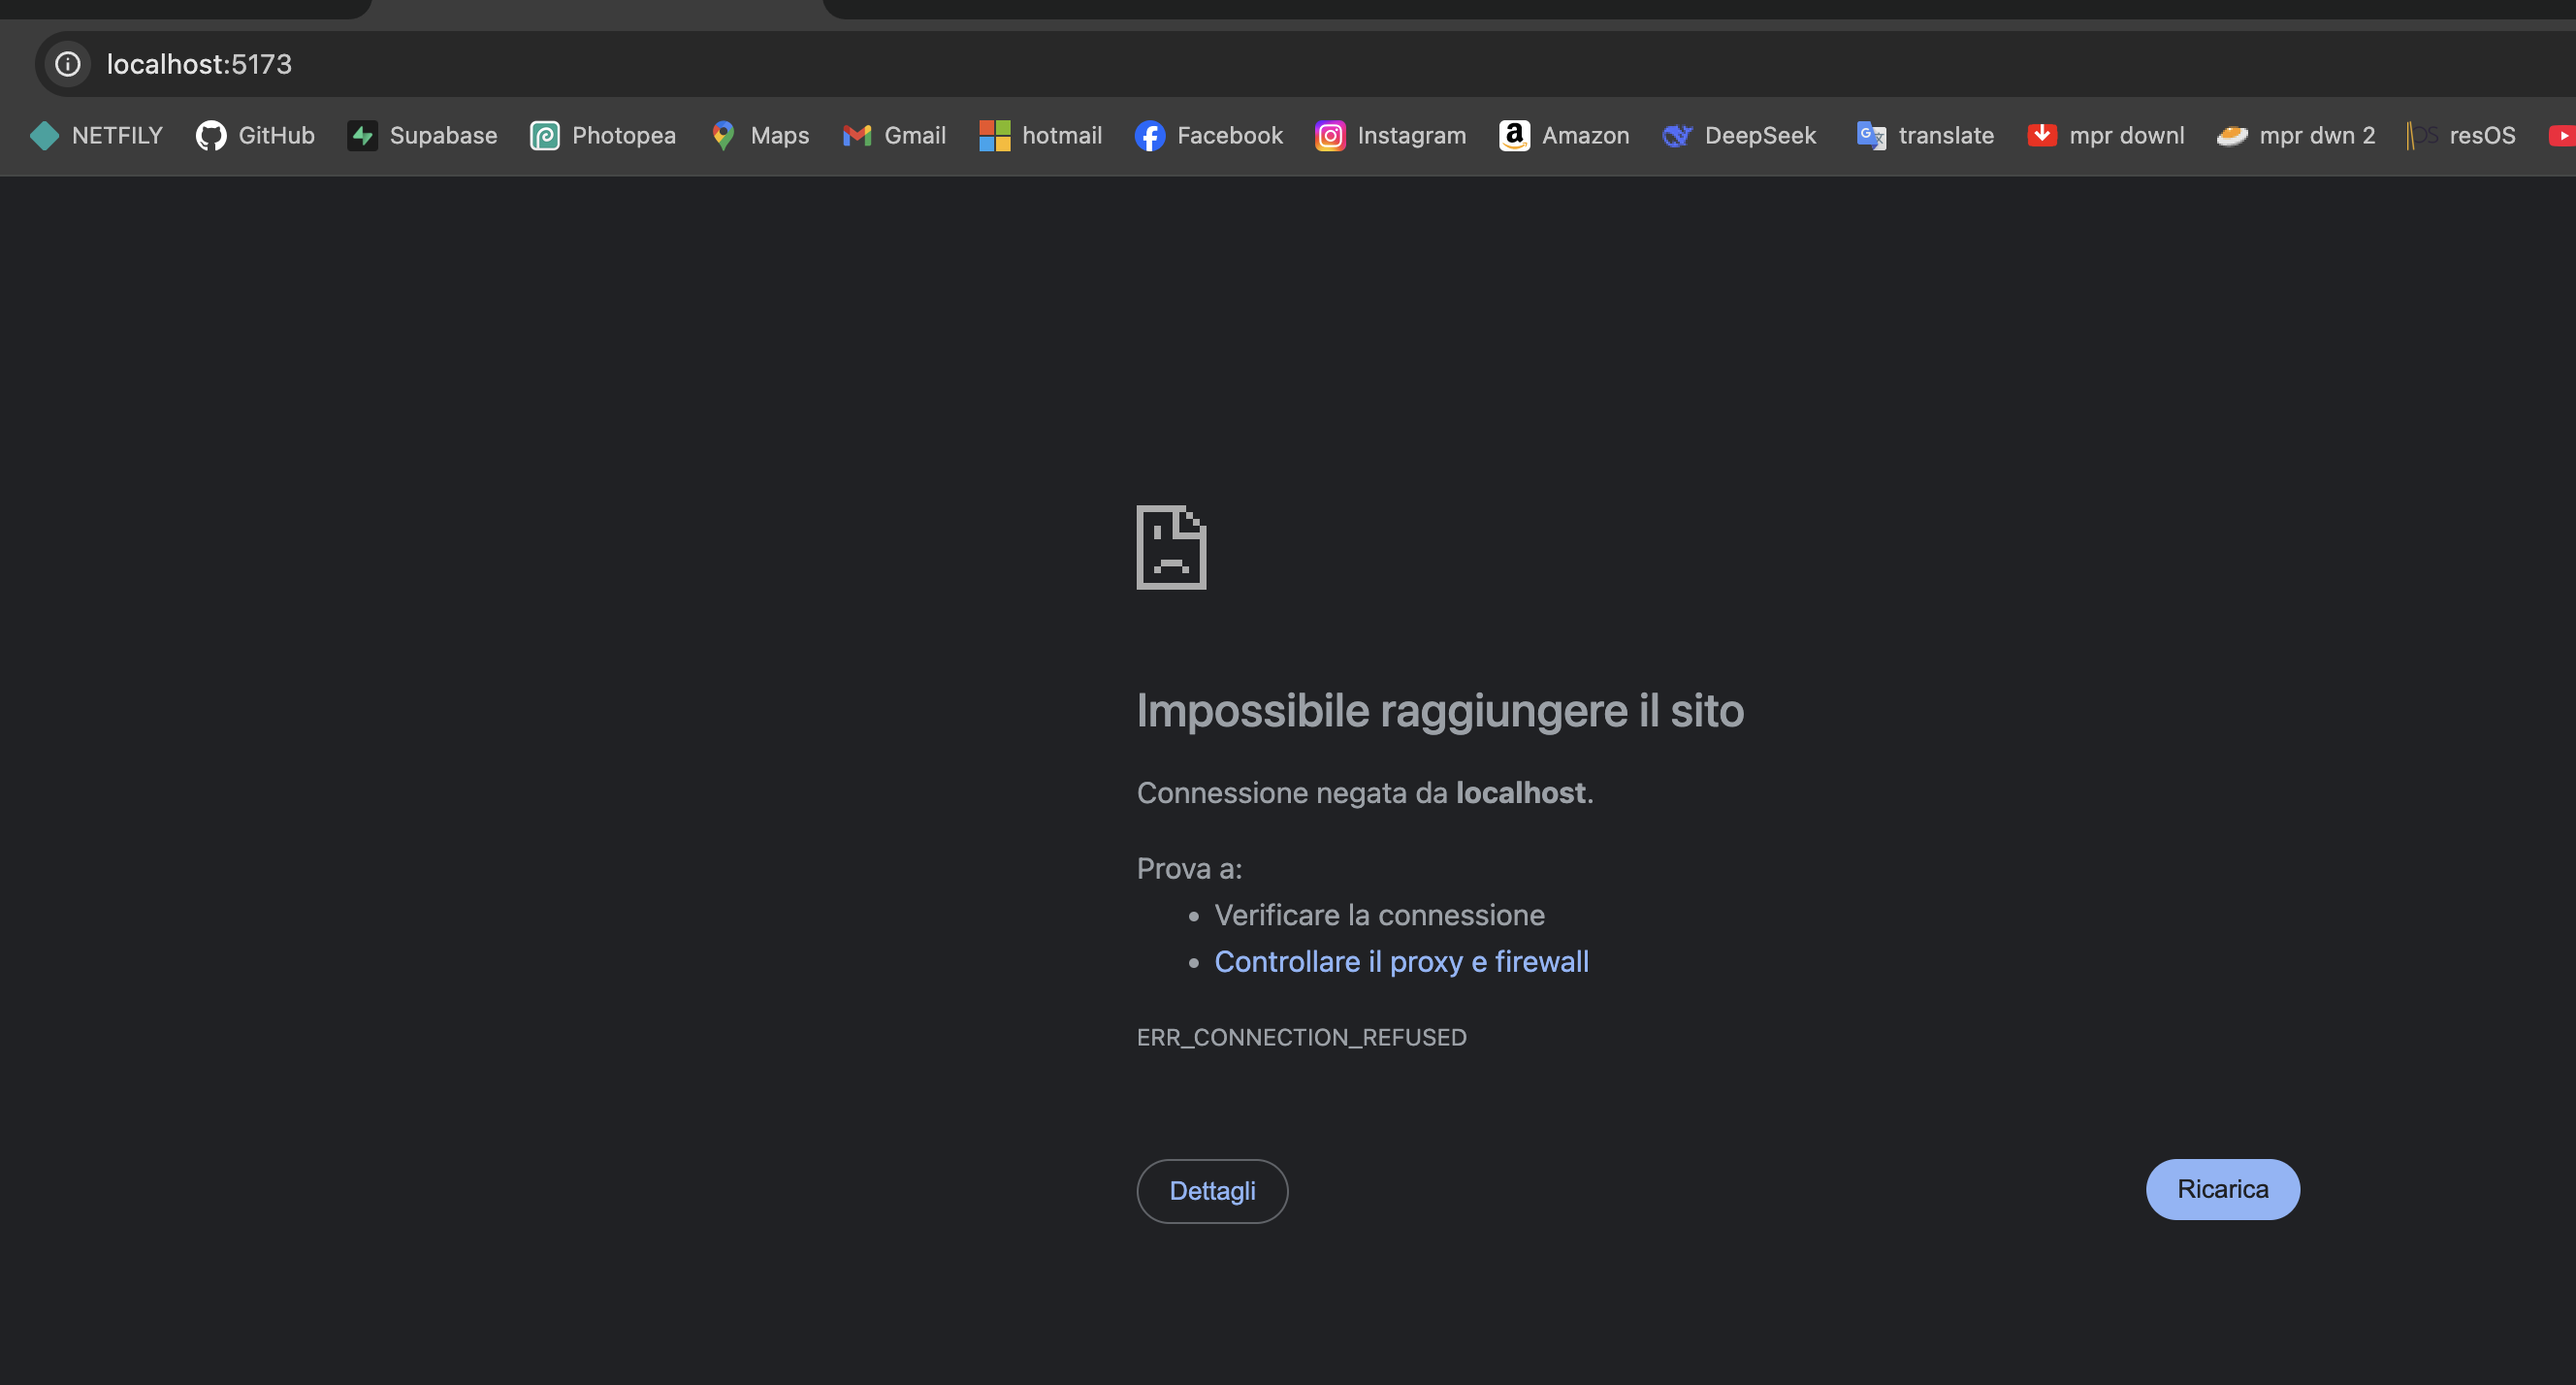 localhost:5173
NETFILY GitHub Supabase Photopea Maps Gmail hotmail Facebook Instagram Amazon DeepSeek translate mpr downl mpr dwn 2 resOS
Impossibile raggiungere il sito
Connessione negata da localhost.
Prova a:
• Verificare la connessione
• Controllare il proxy e firewall
ERR_CONNECTION_REFUSED
Dettagli
Ricarica